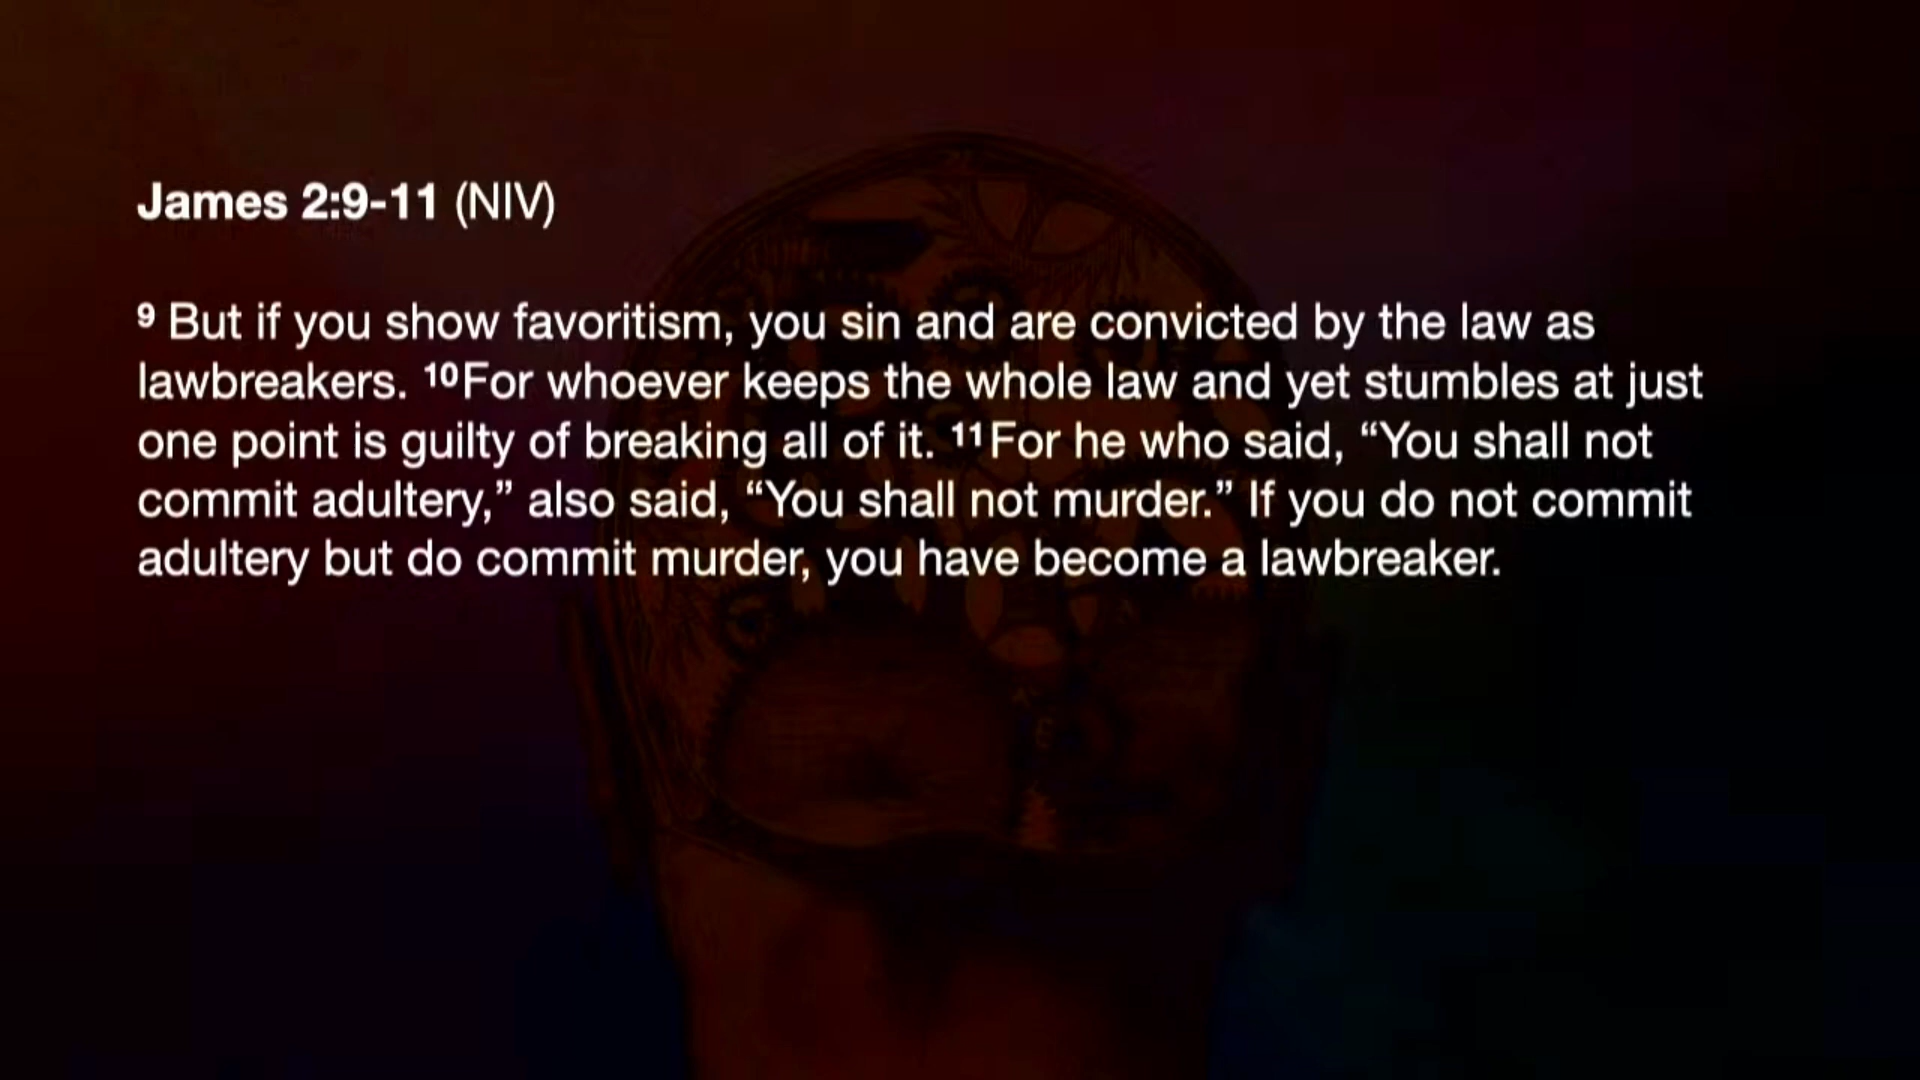 James 2:9-11 (NIV)
9 But if you show favoritism, you sin and are convicted by the law as
lawbreakers. 10For whoever keeps the whole law and yet stumbles at just
one point is guilty of breaking all of it. 11For he who said, “You shall not
commit adultery,” also said, “You shall not murder.” If you do not commit
adultery but do commit murder, you have become a lawbreaker.